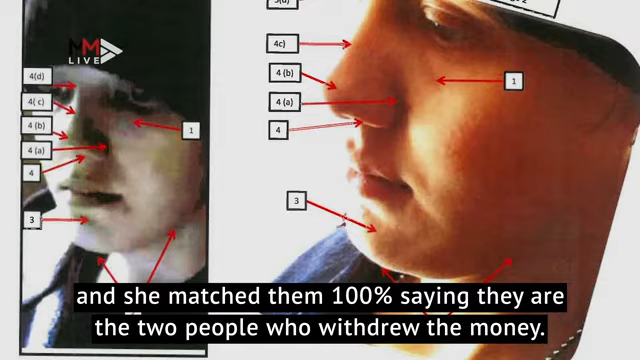 MM
LIVE
4(d)
4( c)
4 (b)
4 (a)
4
3
1
4c)
4 (b)
4 (a)
4
3
1
and she matched them 100% saying they are
the two people who withdrew the money.